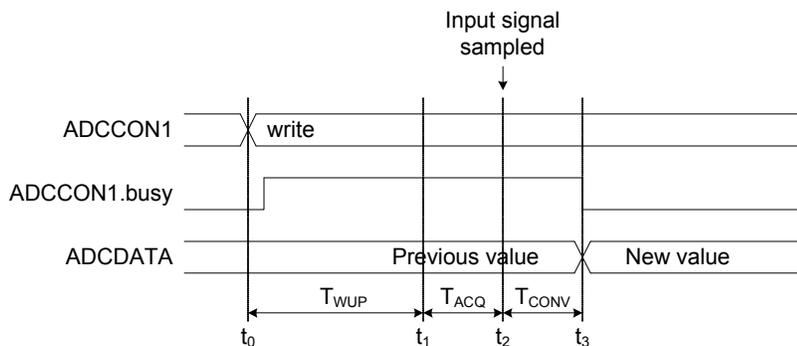 Input signal
sampled
ADCCON1
write
ADCCON1.busy
ADCDATA
Previous value
New value
TWUP
TACQ
TCONV
t0
t1
t2
t3